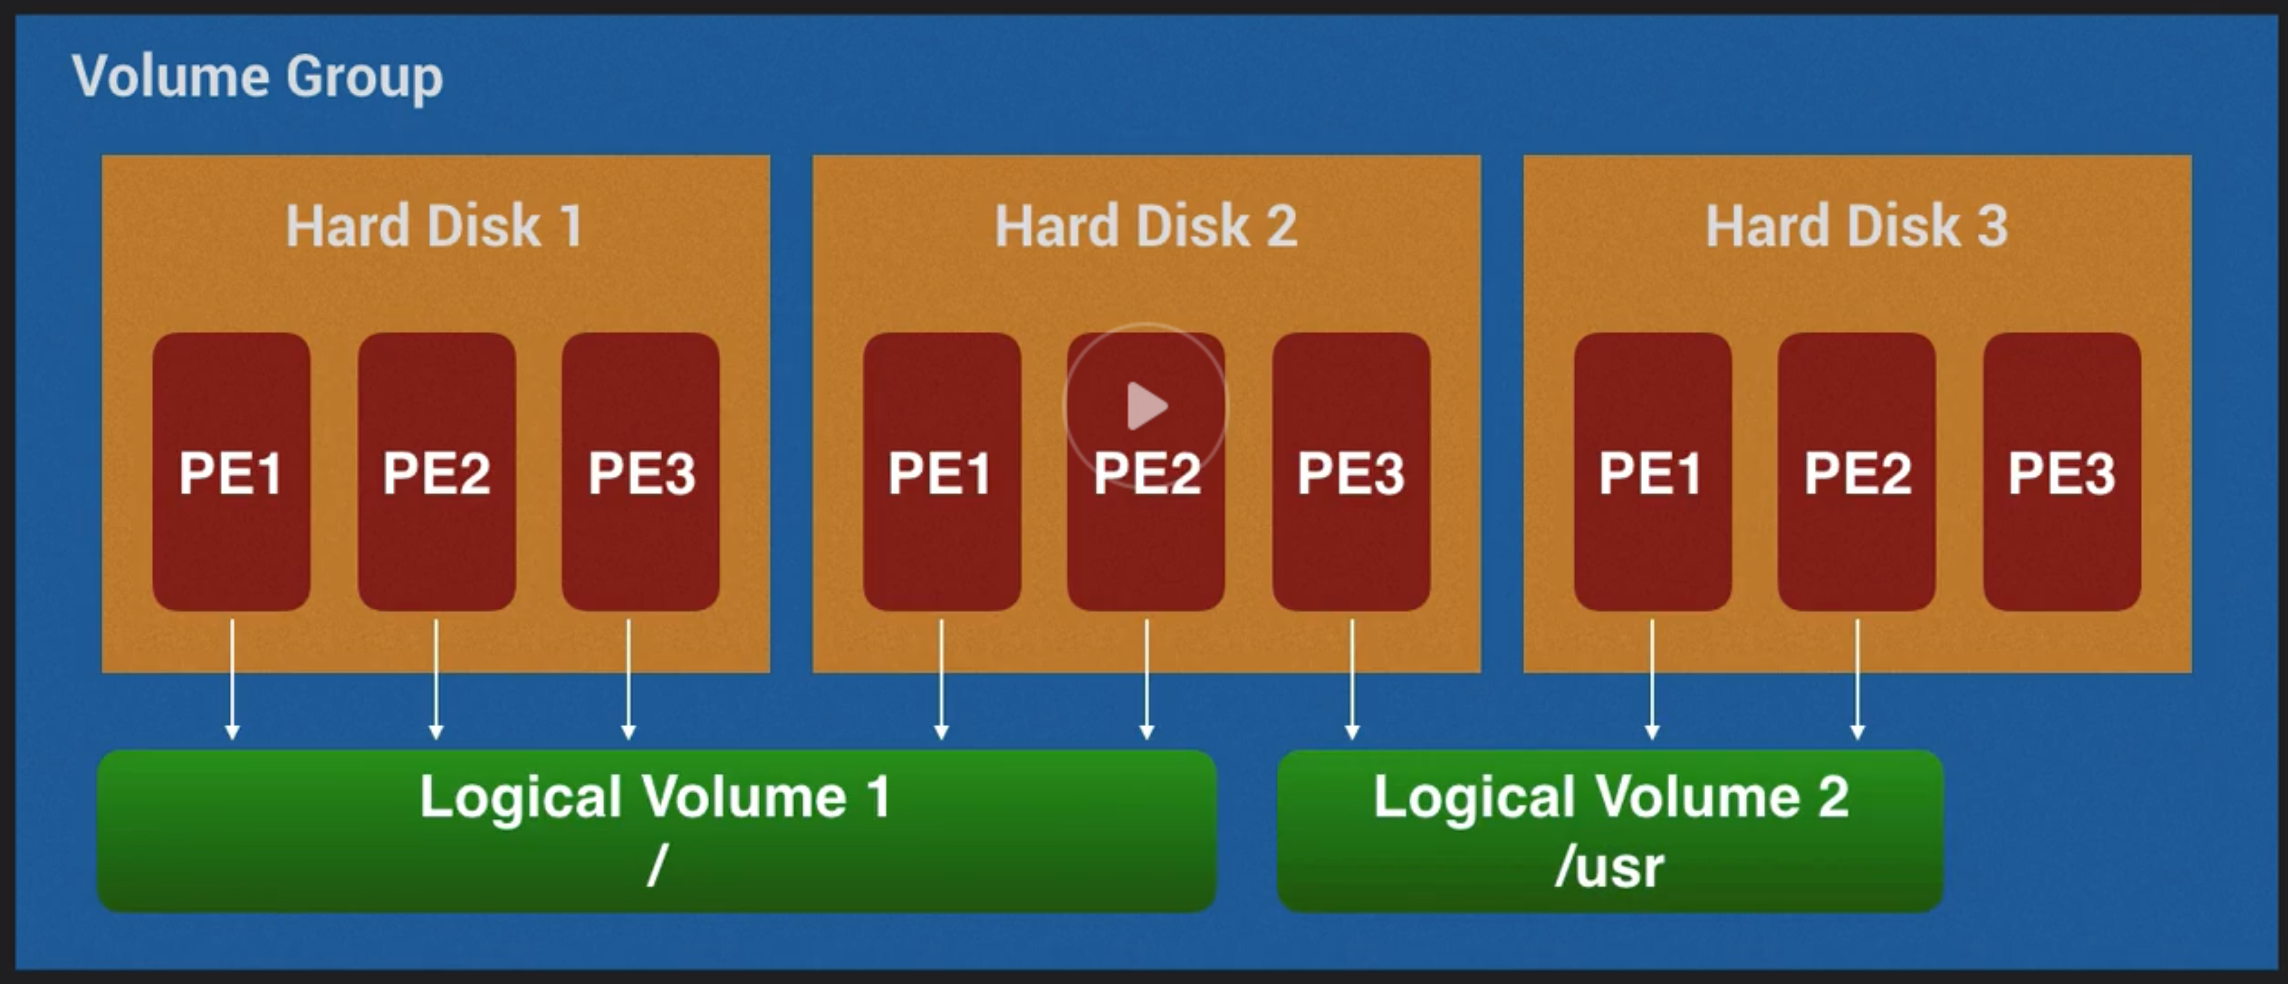 Volume Group
Hard Disk 1
Hard Disk 2
Hard Disk 3
PE1
PE2
PE3
PE1
PE2
PE3
PE1
PE2
PE3
Logical Volume 1
/
Logical Volume 2
/usr